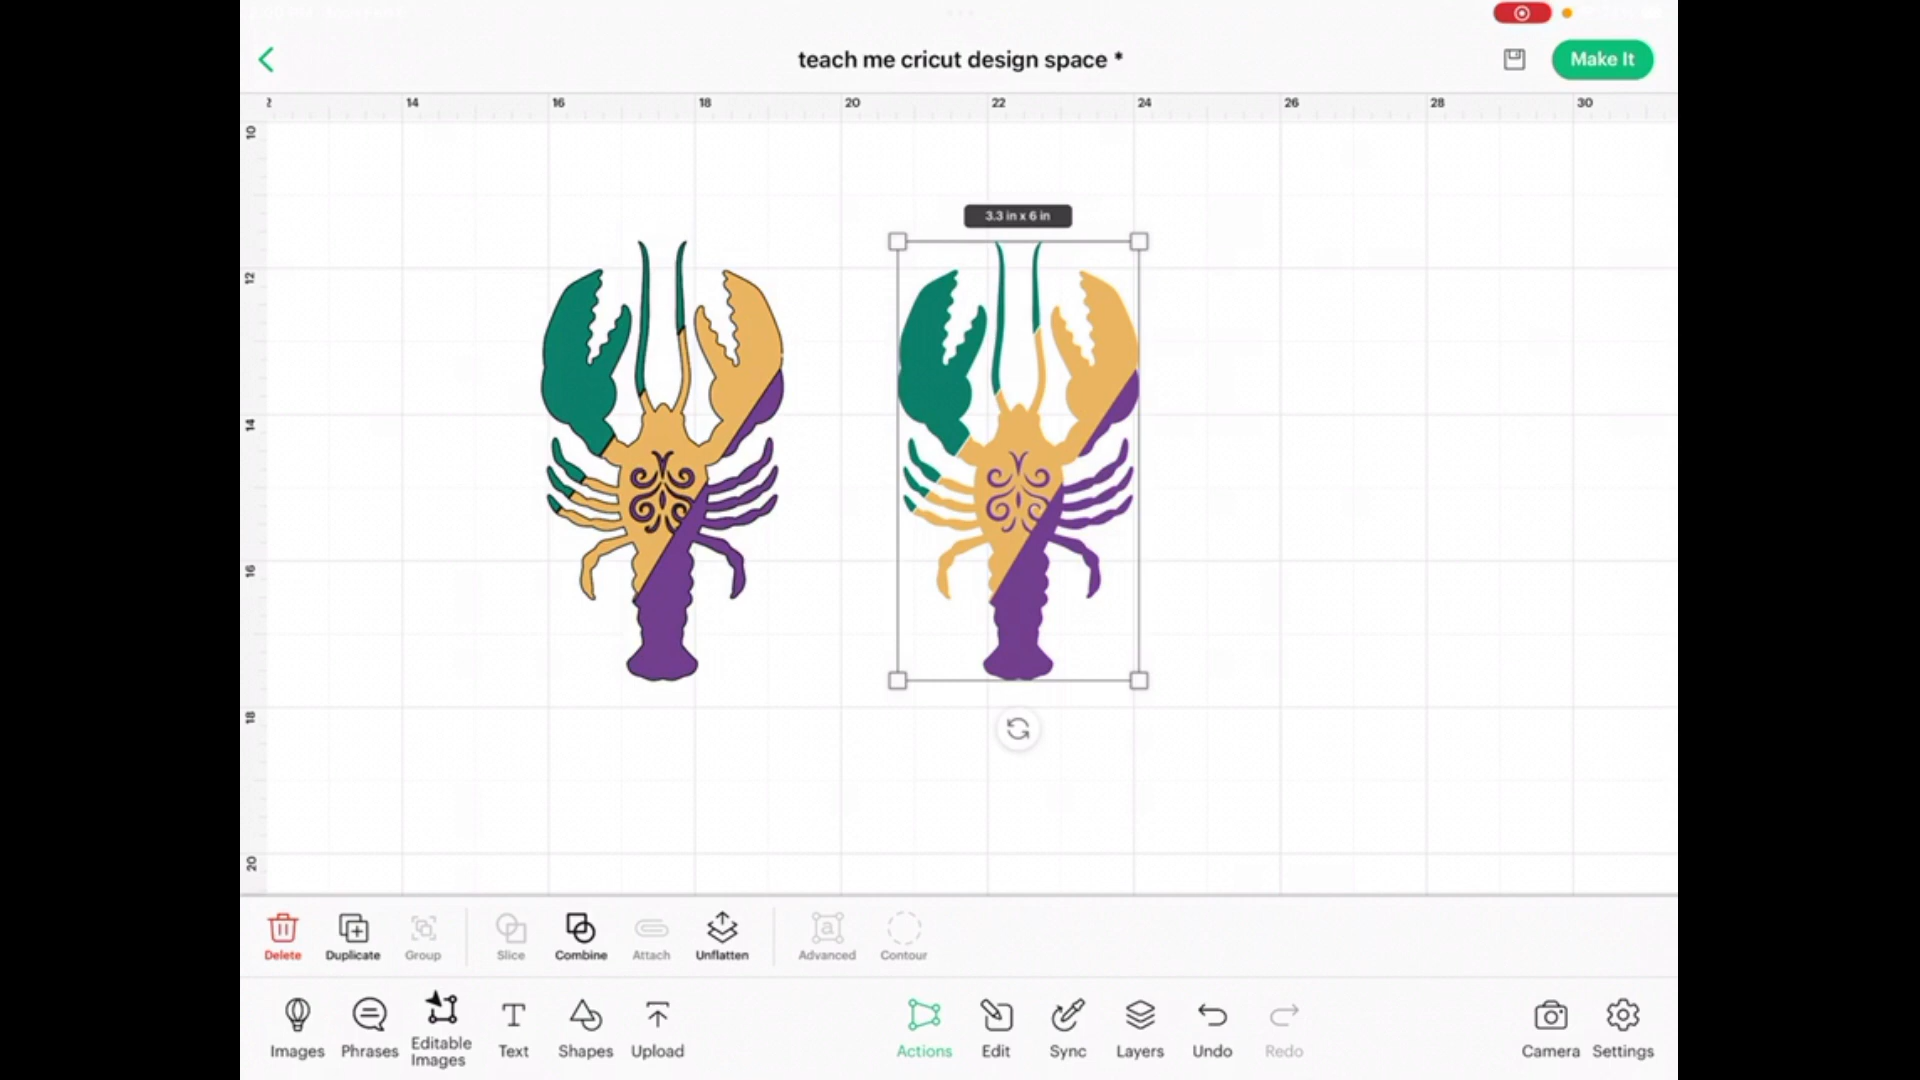 teach me cricut design space *
Make It
2 14 16 18 20 22 24 26 28 30
10
12
14
16
18
20
3.3 in x 6 in
Delete Duplicate Group Slice Combine Attach Unflatten Advanced Contour
Images Phrases Editable Images Text Shapes Upload Actions Edit Sync Layers Undo Redo Camera Settings
a
T